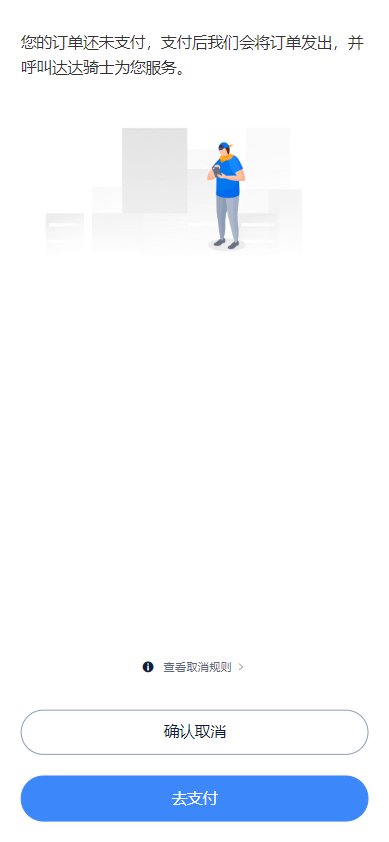 您的订单还未支付，支付后我们会将订单发出，并
呼叫达达骑士为您服务。
查看取消规则
确认取消
去支付